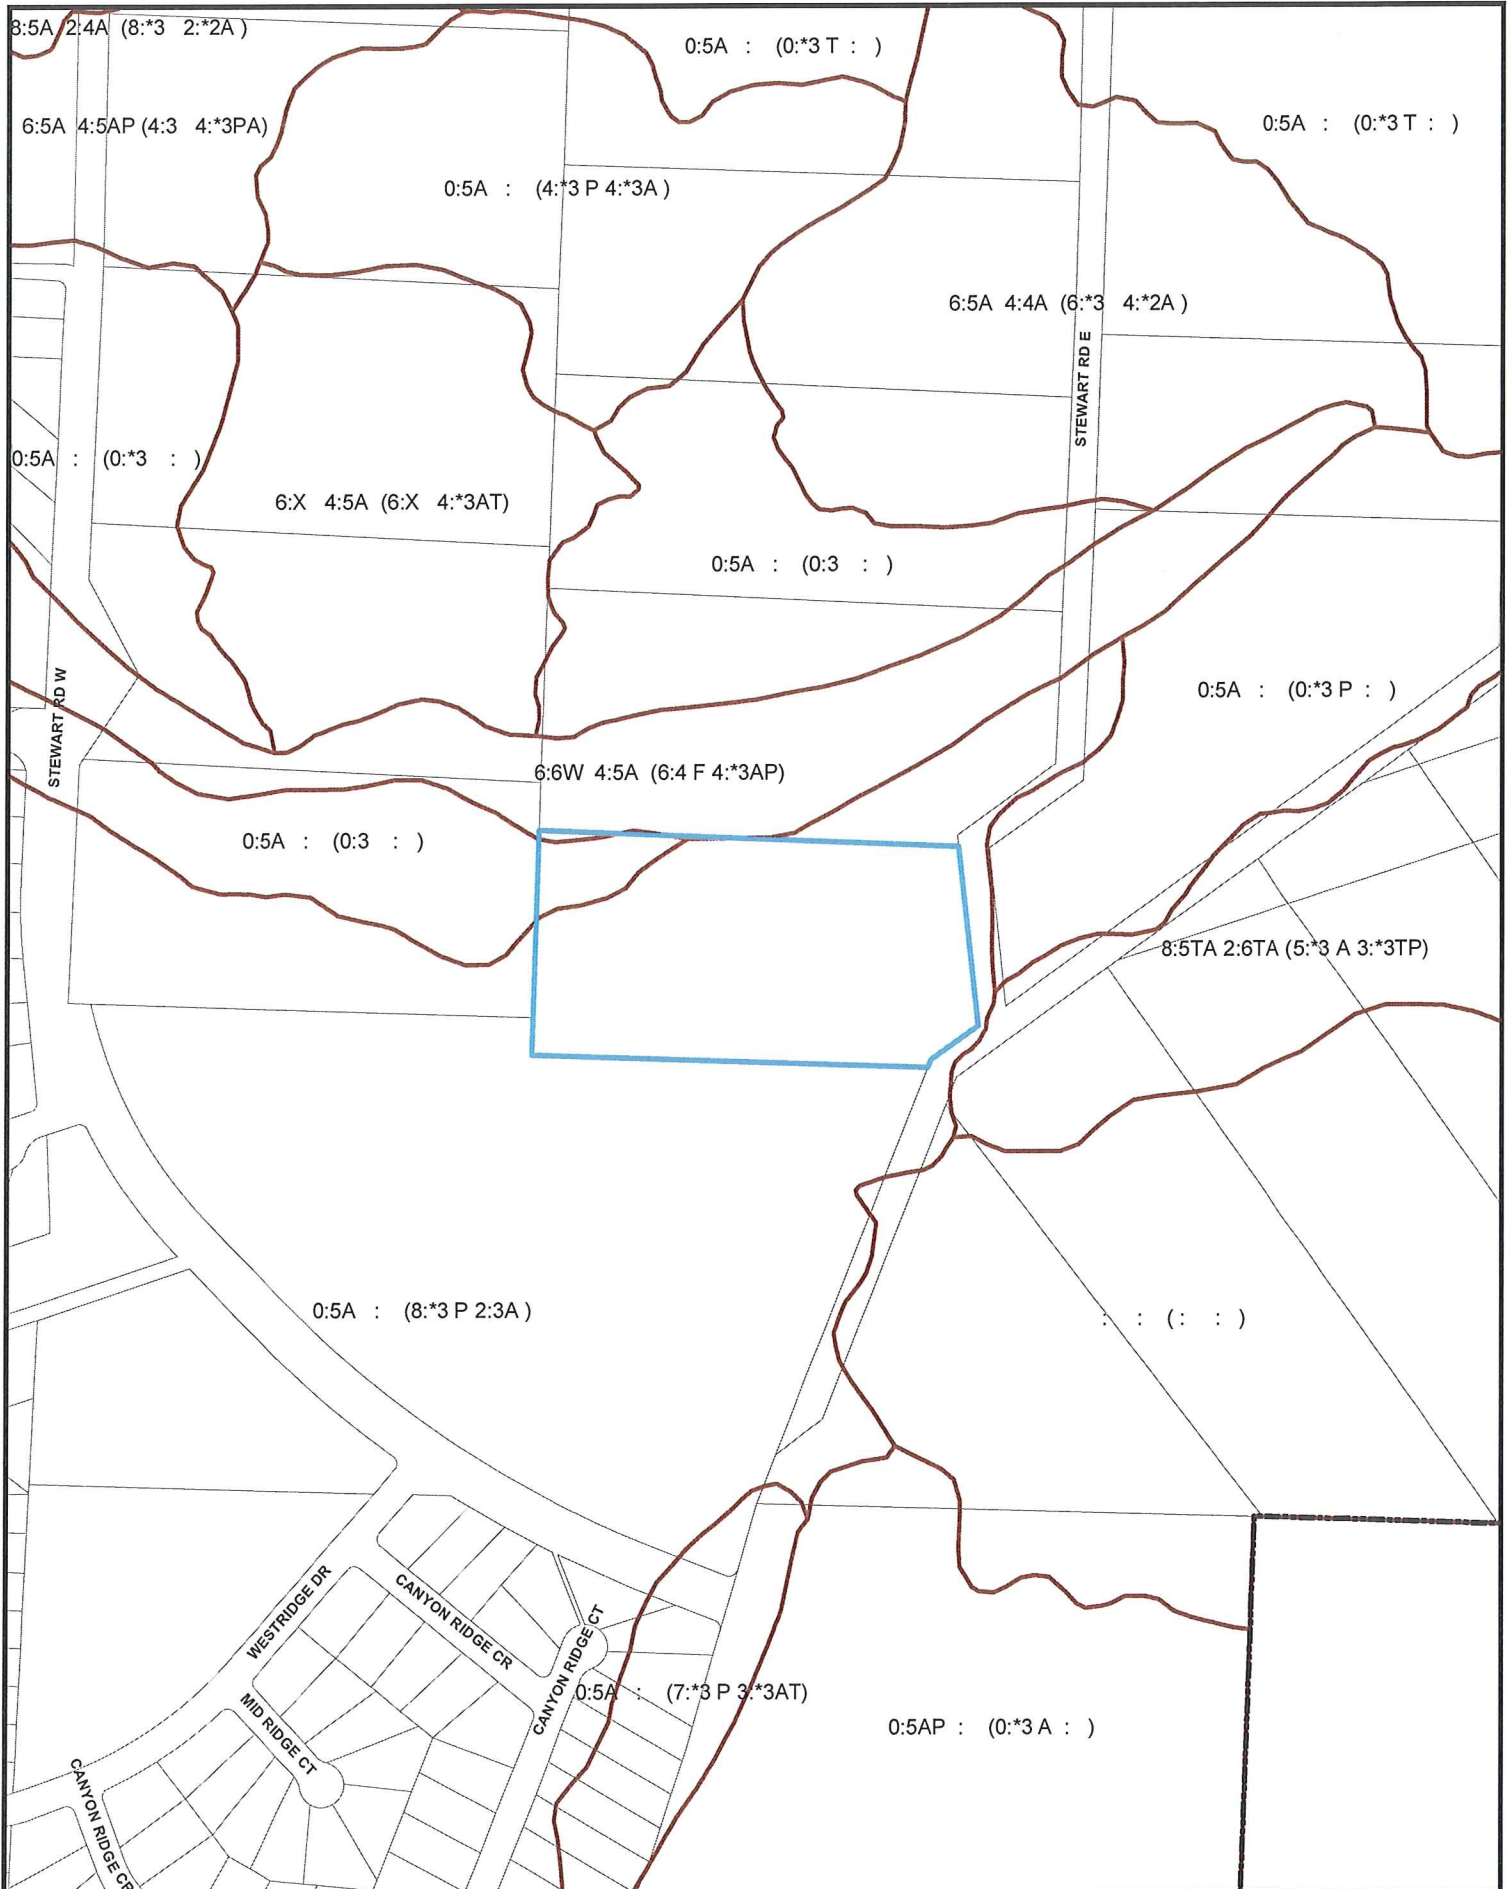 8:5A 2:4A (8:*3 2:*2A )
0:5A : (0:*3 T : )
6:5A 4:5AP (4:3 4:*3PA)
0:5A : (0:*3 T : )
0:5A : (4:*3 P 4:*3A )
6:5A 4:4A (6:*3 4:*2A )
STEWART RD E
0:5A : (0:*3 : )
6:X 4:5A (6:X 4:*3AT)
0:5A : (0:3 : )
0:5A : (0:*3 P : )
STEWART RD W
6:6W 4:5A (6:4 F 4:*3AP)
0:5A : (0:3 : )
8:5TA 2:6TA (5:*3 A 3:*3TP)
0:5A : (8:*3 P 2:3A )
: : ( : : )
WESTRIDGE DR
CANYON RIDGE CR
CANYON RIDGE CT
0:5A : (7:*3 P 3:*3AT)
MID RIDGE CT
0:5AP : (0:*3 A : )
CANYON RIDGE CR